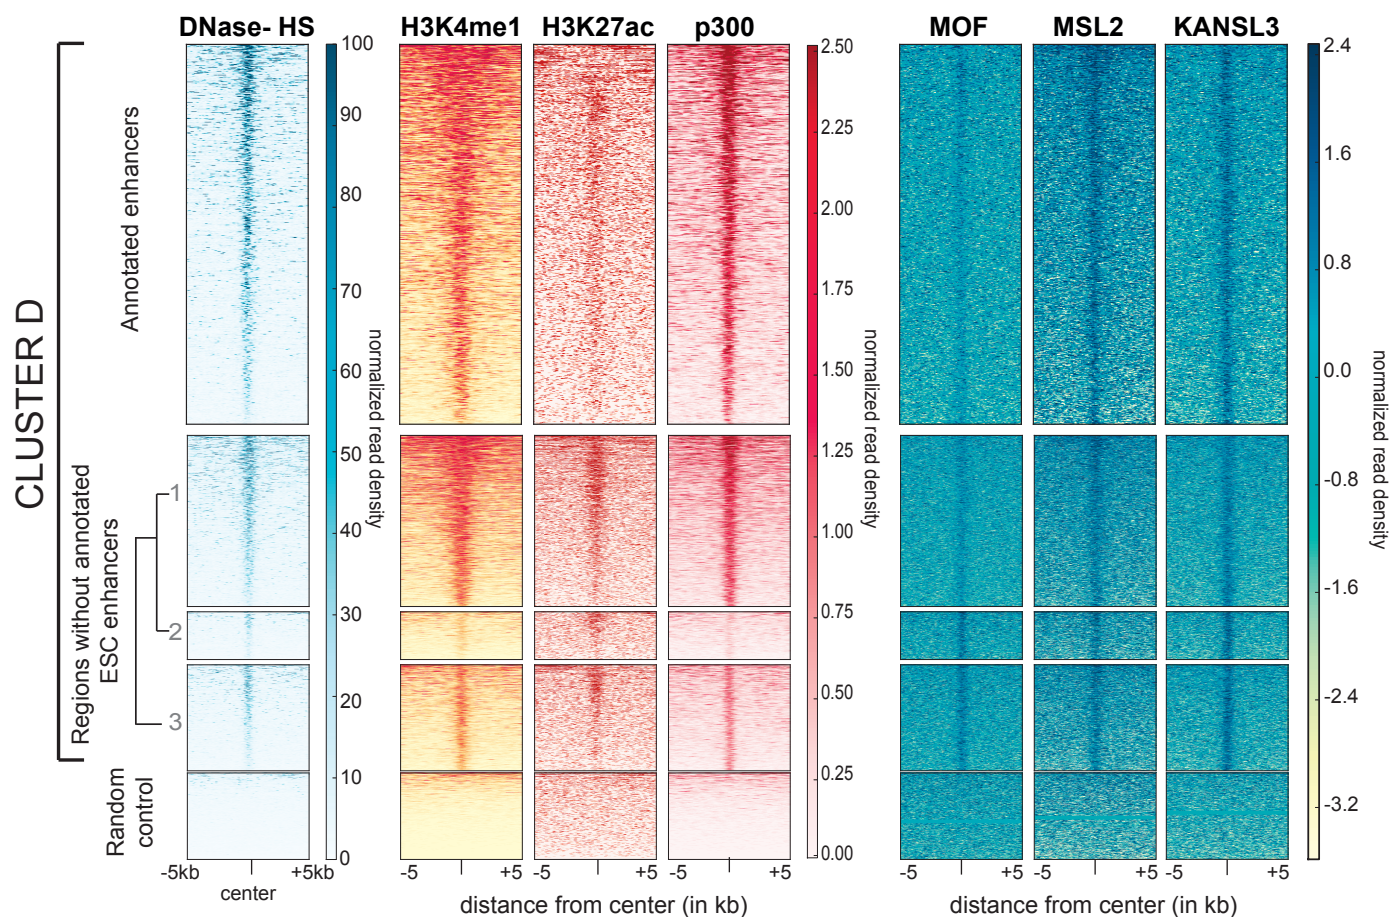 DNase- HS
H3K4me1
H3K27ac
p300
MOF
MSL2
KANSL3
CLUSTER D
Annotated enhancers
Regions without annotated
ESC enhancers
1
2
3
Random
control
100
90
80
70
60
50
40
30
20
10
0
normalized read density
2.50
2.25
2.00
1.75
1.50
1.25
1.00
0.75
0.50
0.25
0.00
normalized read density
2.4
1.6
0.8
0.0
-0.8
-1.6
-2.4
-3.2
normalized read density
-5kb
+5kb
center
-5
+5
-5
+5
-5
+5
distance from center (in kb)
-5
+5
-5
+5
-5
+5
distance from center (in kb)